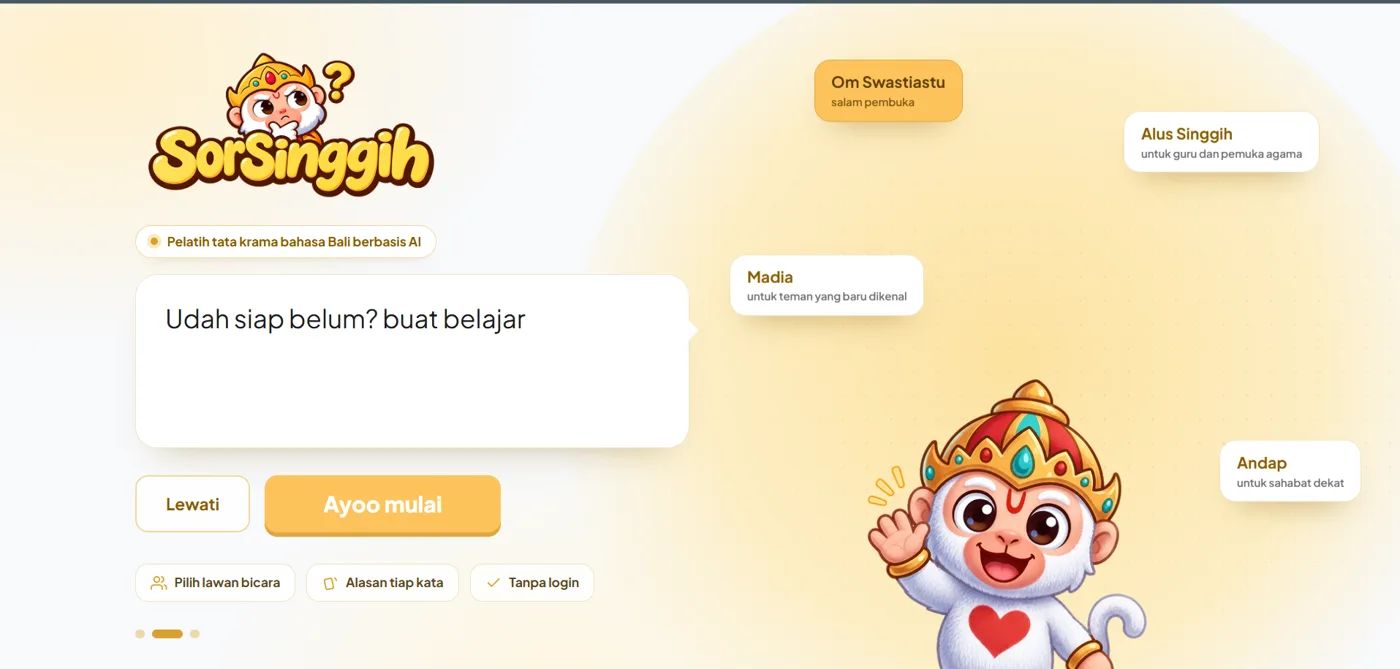 ?
SorSinggih
Pelatih tata krama bahasa Bali berbasis AI
Udah siap belum? buat belajar
Lewati
Ayoo mulai
Pilih lawan bicara
Alasan tiap kata
Tanpa login
Om Swastiastu
salam pembuka
Alus Singgih
untuk guru dan pemuka agama
Madia
untuk teman yang baru dikenal
Andap
untuk sahabat dekat